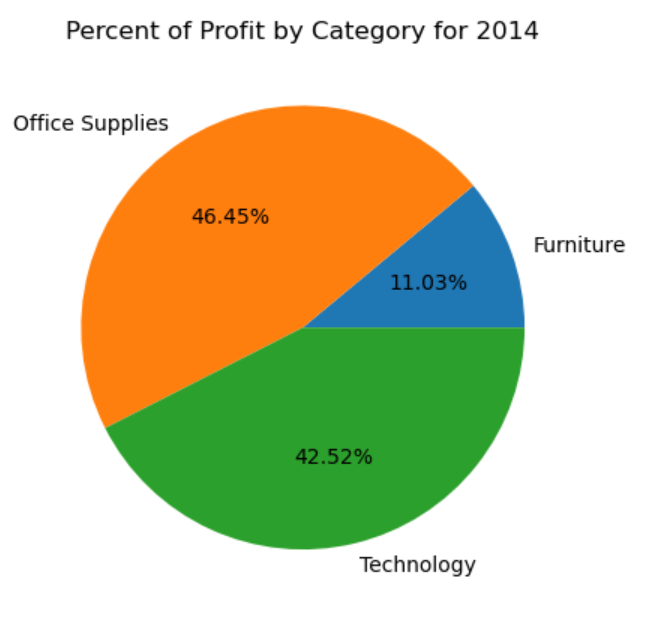 Percent of Profit by Category for 2014
Office Supplies
46.45%
Furniture
11.03%
42.52%
Technology